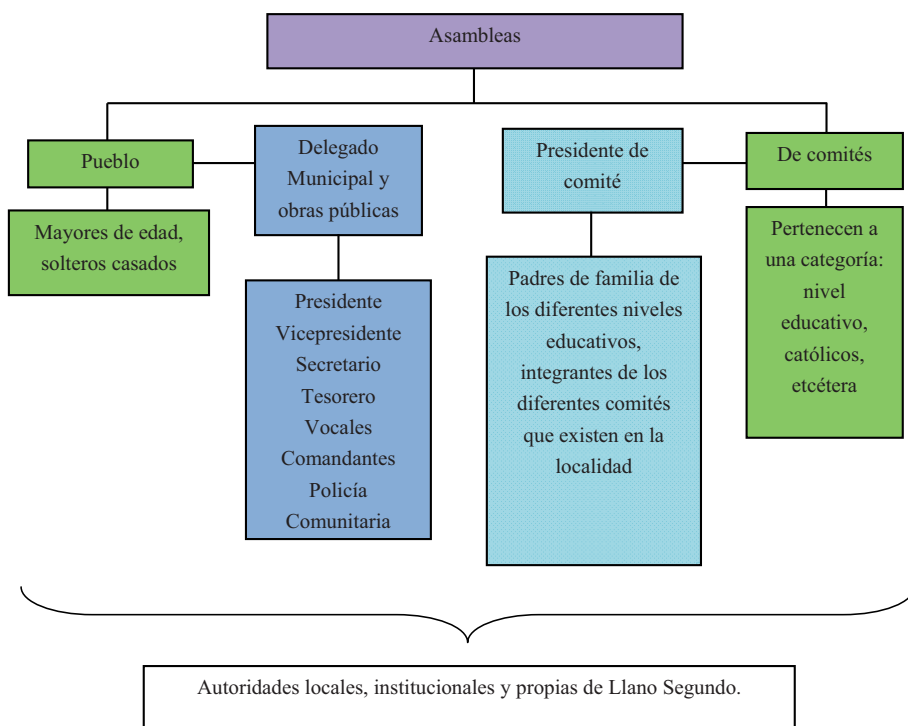 Asambleas
Pueblo
Delegado
Municipal y
obras públicas
Presidente de
comité
De comités
Mayores de edad,
solteros casados
Presidente
Vicepresidente
Secretario
Tesorero
Vocales
Comandantes
Policía
Comunitaria
Padres de familia de
los diferentes niveles
educativos,
integrantes de los
diferentes comités
que existen en la
localidad
Pertenecen a
una categoría:
nivel
educativo,
católicos,
etcétera
Autoridades locales, institucionales y propias de Llano Segundo.